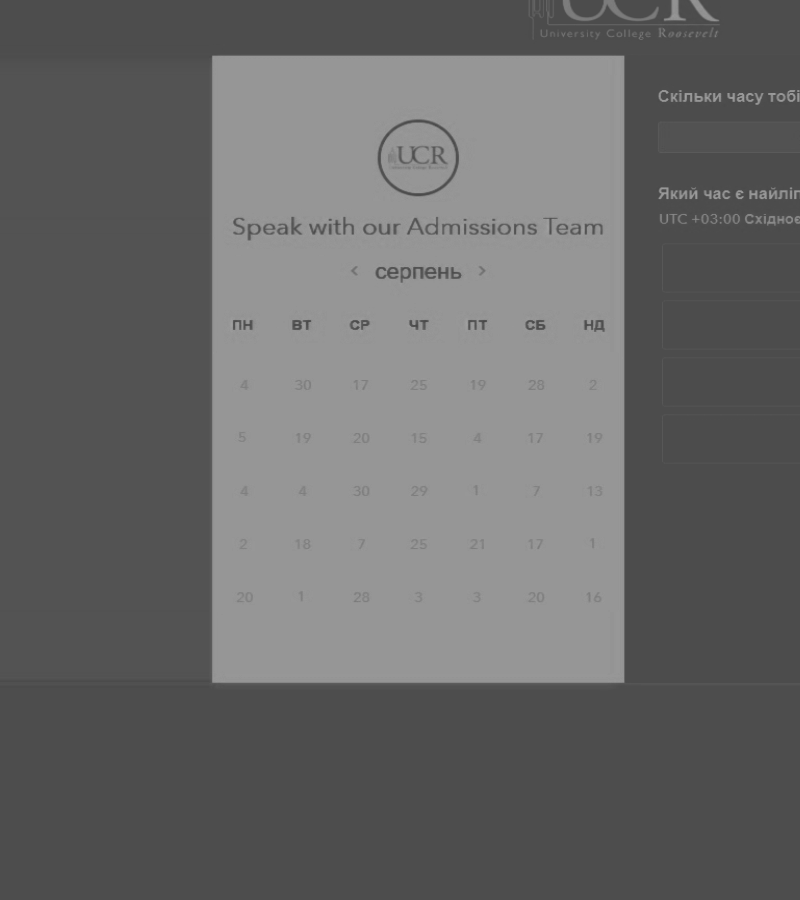 UCR
University College Roosevelt
UCR
Speak with our Admissions Team
< серпень >
ПН ВТ СР ЧТ ПТ СБ НД
4 30 17 25 19 28 2
5 19 20 15 4 17 19
4 4 30 29 1 7 13
2 18 7 25 21 17 1
20 1 28 3 3 20 16
Скільки часу тобі
Який час є найліп
UTC +03:00 Східноє